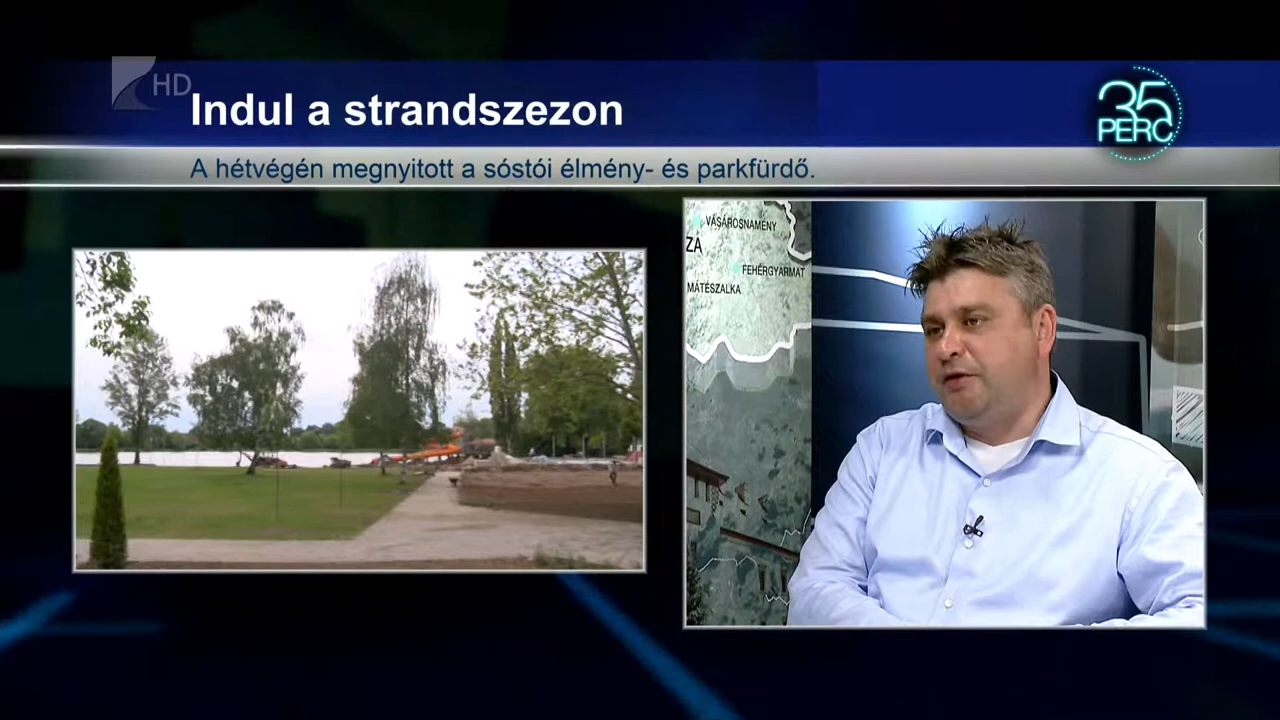 HD
Indul a strandszezon
35
PERC
A hétvégén megnyitott a sóstói élmény- és parkfürdő.
VÁSÁROSNAMÉNY
ZA
FEHÉRGYARMAT
MÁTÉSZALKA